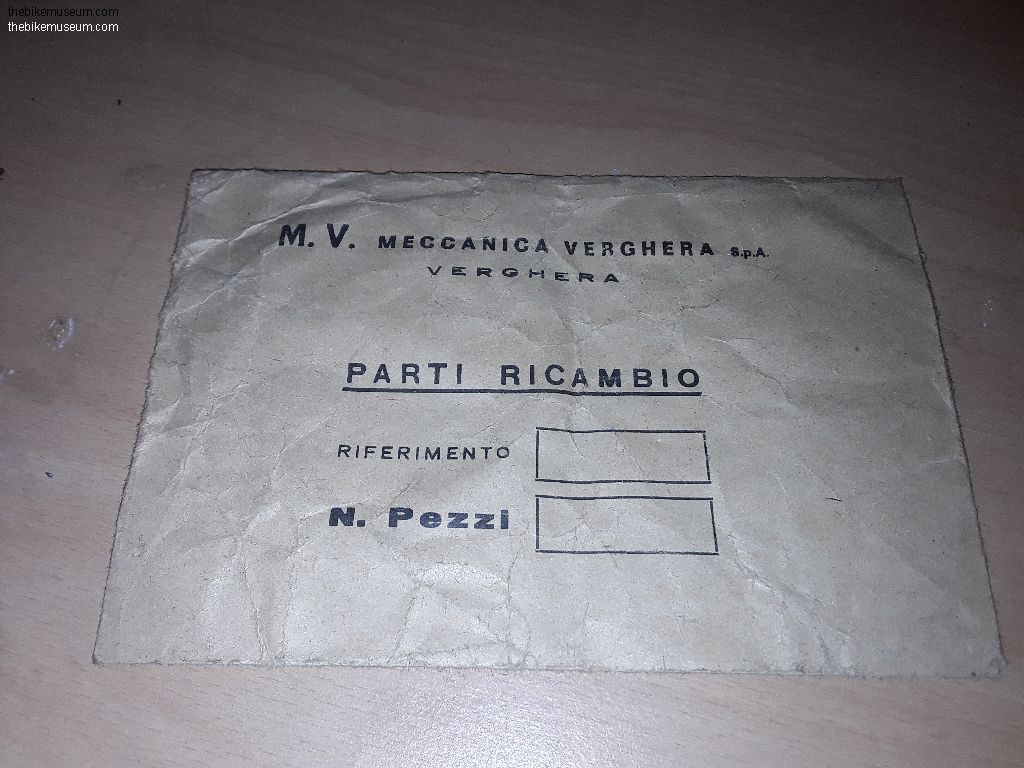 thebikemuseum.com
thebikemuseum.com
M. V. MECCANICA VERGHERA S.p.A.
VERGHERA
PARTI RICAMBIO
RIFERIMENTO
N. Pezzi